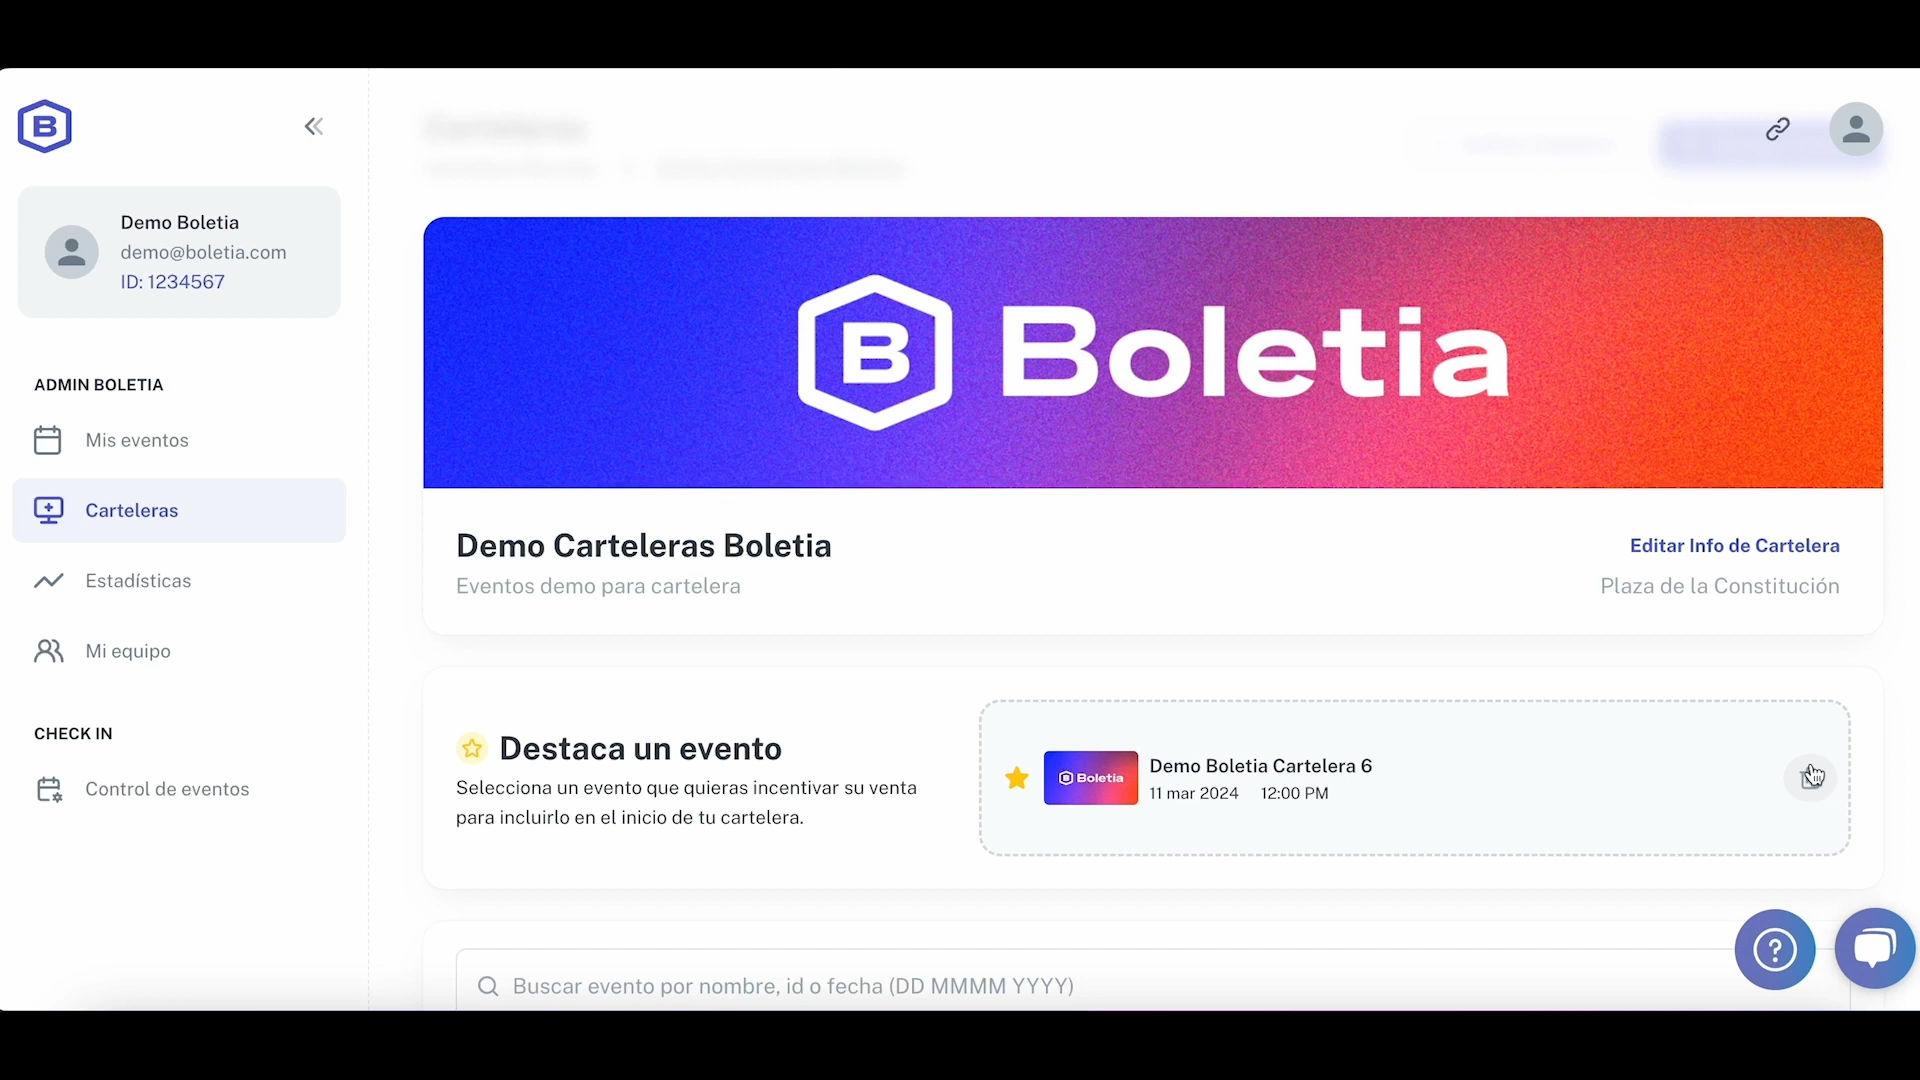 B
Demo Boletia
demo@boletia.com
ID: 1234567
ADMIN BOLETIA
Mis eventos
Carteleras
Estadísticas
Mi equipo
CHECK IN
Control de eventos
B Boletia
Demo Carteleras Boletia
Editar Info de Cartelera
Eventos demo para cartelera
Plaza de la Constitución
Destaca un evento
Selecciona un evento que quieras incentivar su venta
para incluirlo en el inicio de tu cartelera.
B Boletia
Demo Boletia Cartelera 6
11 mar 2024 12:00 PM
Buscar evento por nombre, id o fecha (DD MMMM YYYY)
?